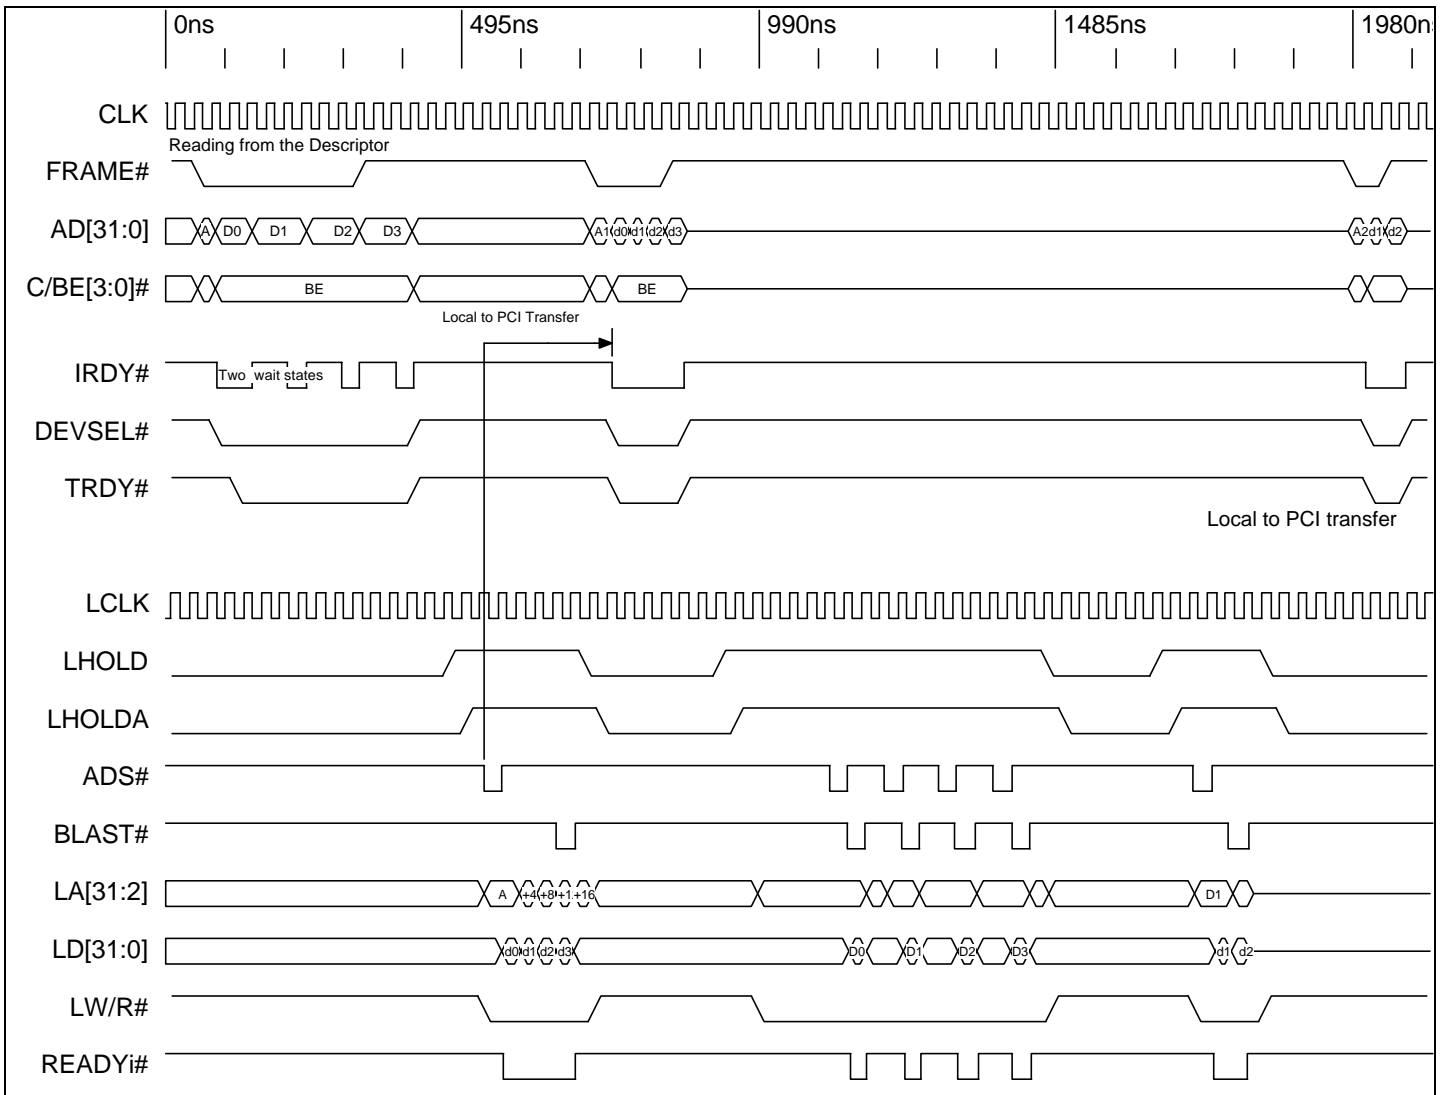 0ns 495ns 990ns 1485ns 1980n
CLK
Reading from the Descriptor
FRAME#
AD[31:0] A D0 D1 D2 D3 A1 d0 d1 d2 d3 A2 d1 d2
C/BE[3:0]# BE BE
Local to PCI Transfer
IRDY# Two wait states
DEVSEL#
TRDY#
Local to PCI transfer
LCLK
LHOLD
LHOLDA
ADS#
BLAST#
LA[31:2] A +4 +8 +1 +16 D1
LD[31:0] d0 d1 d2 d3 D0 D1 D2 D3 d1 d2
LW/R#
READYi#